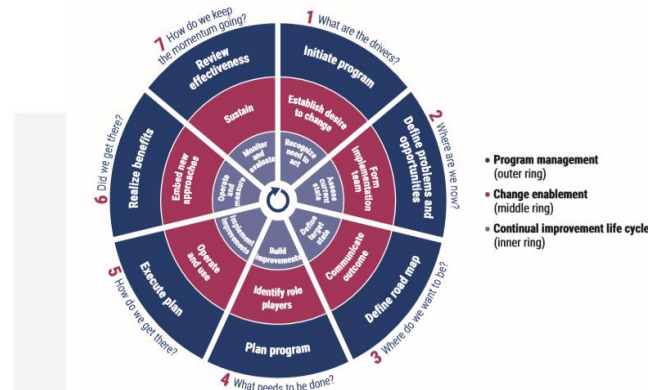 1 What are the drivers?
Initiate program
Establish desire
to change
Recognize
need to
act
2 Where are we now?
Define problems and
opportunities
Form
implementation
team
Assess
current
state
3 Where do we want to be?
Define road map
Communicate
outcome
Define
target
state
4 What needs to be done?
Plan program
Identify role
players
Build
improvements
5 How do we get there?
Execute plan
Operate
and use
Implement
improvements
6 Did we get there?
Realize benefits
Embed new
approaches
Operate
and
measure
7 How do we keep
the momentum going?
Review
effectiveness
Sustain
Monitor
and
evaluate
• Program management
(outer ring)
• Change enablement
(middle ring)
• Continual improvement life cycle
(inner ring)